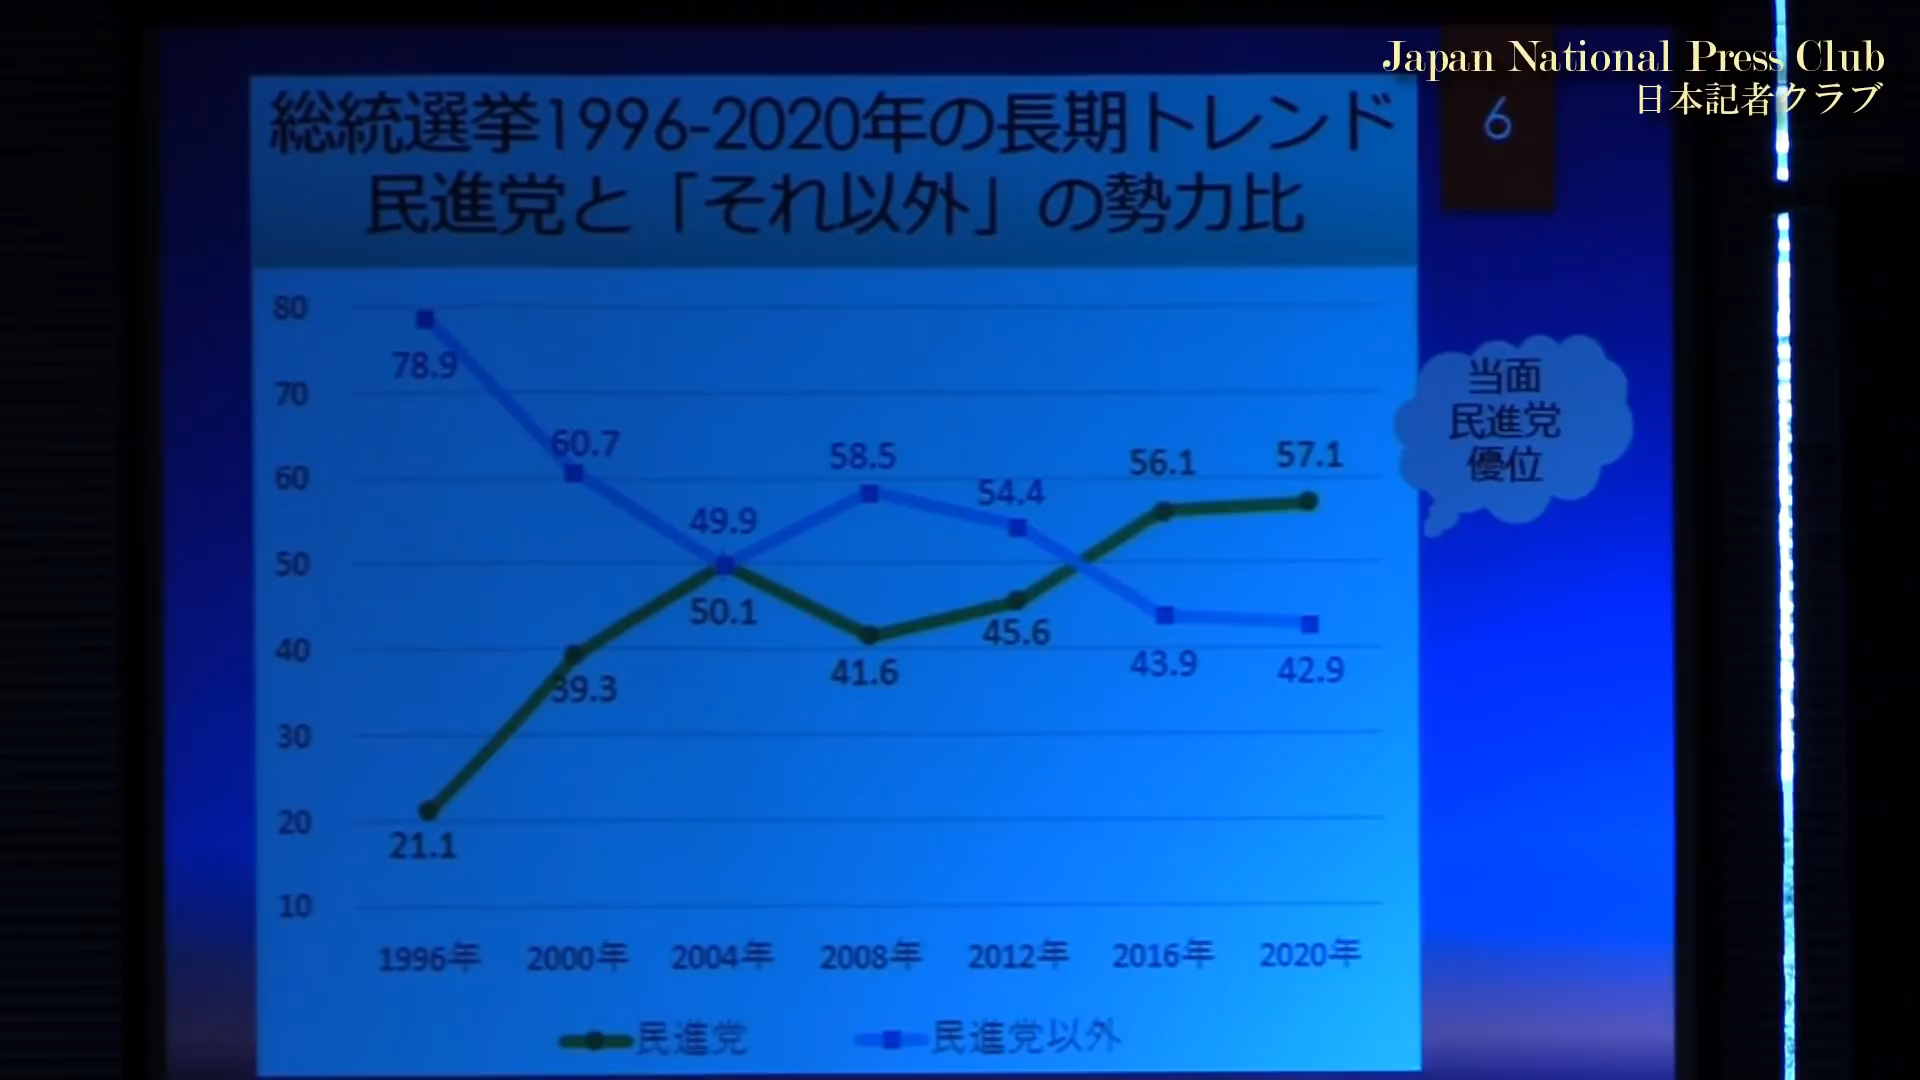 Japan National Press Club
日本記者クラブ
6
総統選挙1996-2020年の長期トレンド
民進党と「それ以外」の勢力比
80
70
60
50
40
30
20
10
78.9
60.7
49.9
58.5
54.4
43.9
42.9
21.1
39.3
50.1
41.6
45.6
56.1
57.1
当面
民進党
優位
1996年 2000年 2004年 2008年 2012年 2016年 2020年
民進党 民進党以外